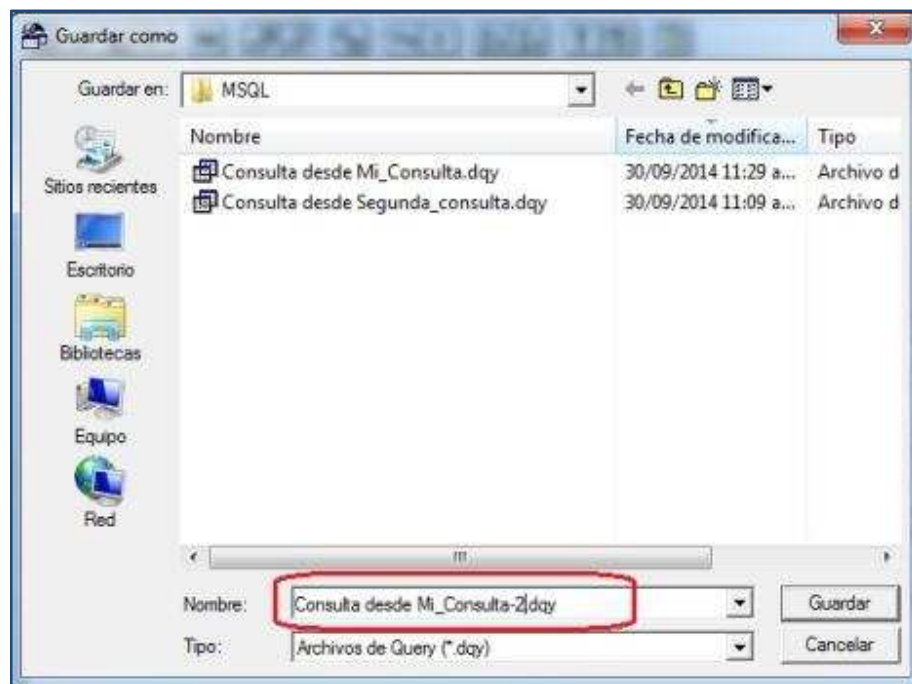 Guardar como
Guardar en: MSQL
Nombre Fecha de modifica... Tipo
Consulta desde Mi_Consulta.dqy 30/09/2014 11:29 a... Archivo d
Consulta desde Segunda_consulta.dqy 30/09/2014 11:09 a... Archivo d
Sitios recientes
Escritorio
Bibliotecas
Equipo
Red
Nombre: Consulta desde Mi_Consulta-2.dqy Guardar
Tipo: Archivos de Query (*.dqy) Cancelar